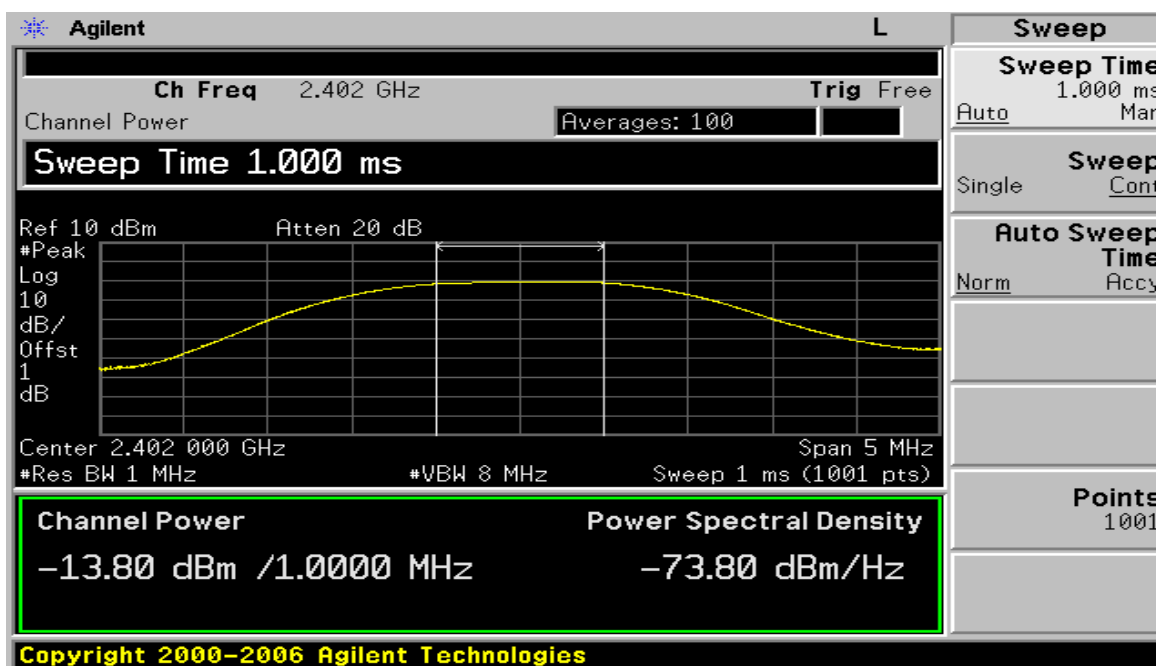 Agilent L Sweep
Ch Freq 2.402 GHz Trig Free
Channel Power Averages: 100
Sweep Time 1.000 ms
Ref 10 dBm Atten 20 dB
#Peak
Log
10
dB/
Offst
1
dB
Center 2.402 000 GHz Span 5 MHz
#Res BW 1 MHz #VBW 8 MHz Sweep 1 ms (1001 pts)
Channel Power Power Spectral Density
-13.80 dBm /1.0000 MHz -73.80 dBm/Hz
Copyright 2000-2006 Agilent Technologies
Sweep Time
1.000 ms
Auto Man
Sweep
Single Cont
Auto Sweep
Time
Norm Accy
Points
1001